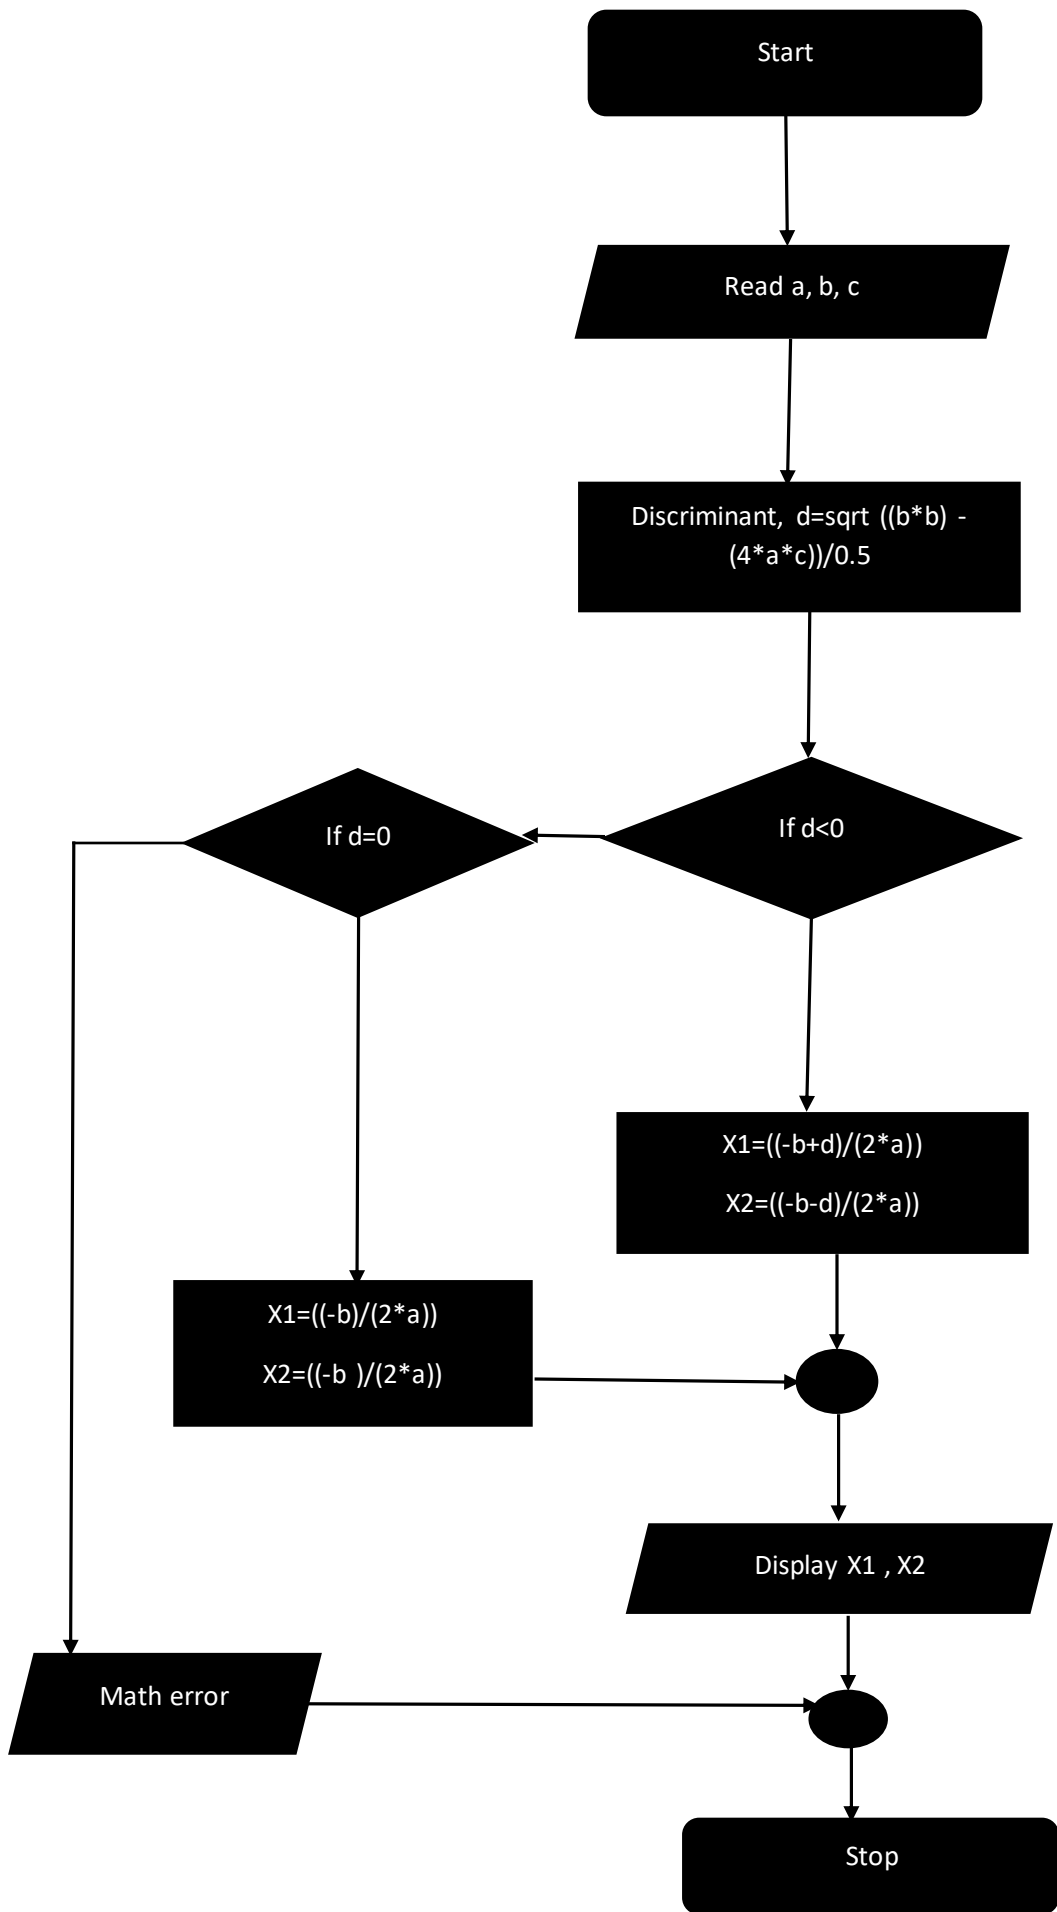 Start
Read a, b, c
Discriminant, d=sqrt ((b*b) -
(4*a*c))/0.5
If d<0
If d=0
X1=((-b+d)/(2*a))
X2=((-b-d)/(2*a))
X1=((-b)/(2*a))
X2=((-b )/(2*a))
Display X1 , X2
Math error
Stop